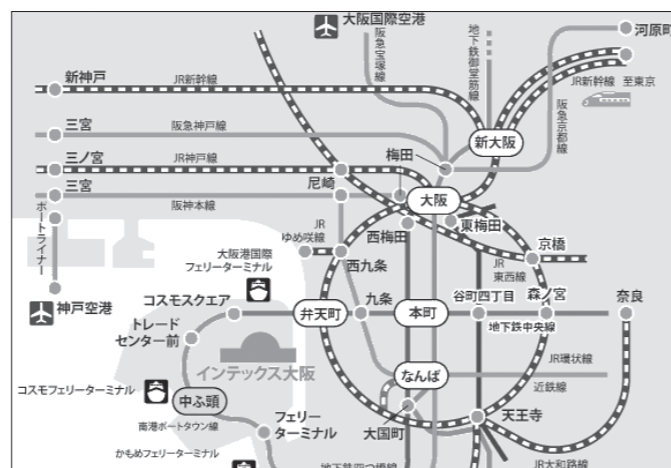 大阪国際空港
河原町
阪急宝塚線
地下鉄御堂筋線
JR新幹線 至東京
新神戸
JR新幹線
阪急京都線
三宮
阪急神戸線
梅田
新大阪
三ノ宮
JR神戸線
尼崎
三宮
阪神本線
大阪
ポートライナー
JR
ゆめ咲線
西梅田
東梅田
京橋
大阪港国際
フェリーターミナル
西九条
JR
東西線
神戸空港
コスモスクエア
弁天町
九条
本町
谷町四丁目
森ノ宮
奈良
地下鉄中央線
トレード
センター前
インテックス大阪
なんば
JR環状線
近鉄線
コスモフェリーターミナル
中ふ頭
大国町
天王寺
南港ポートタウン線
フェリー
ターミナル
かもめフェリーターミナル
地下鉄四つ橋線
JR大和路線